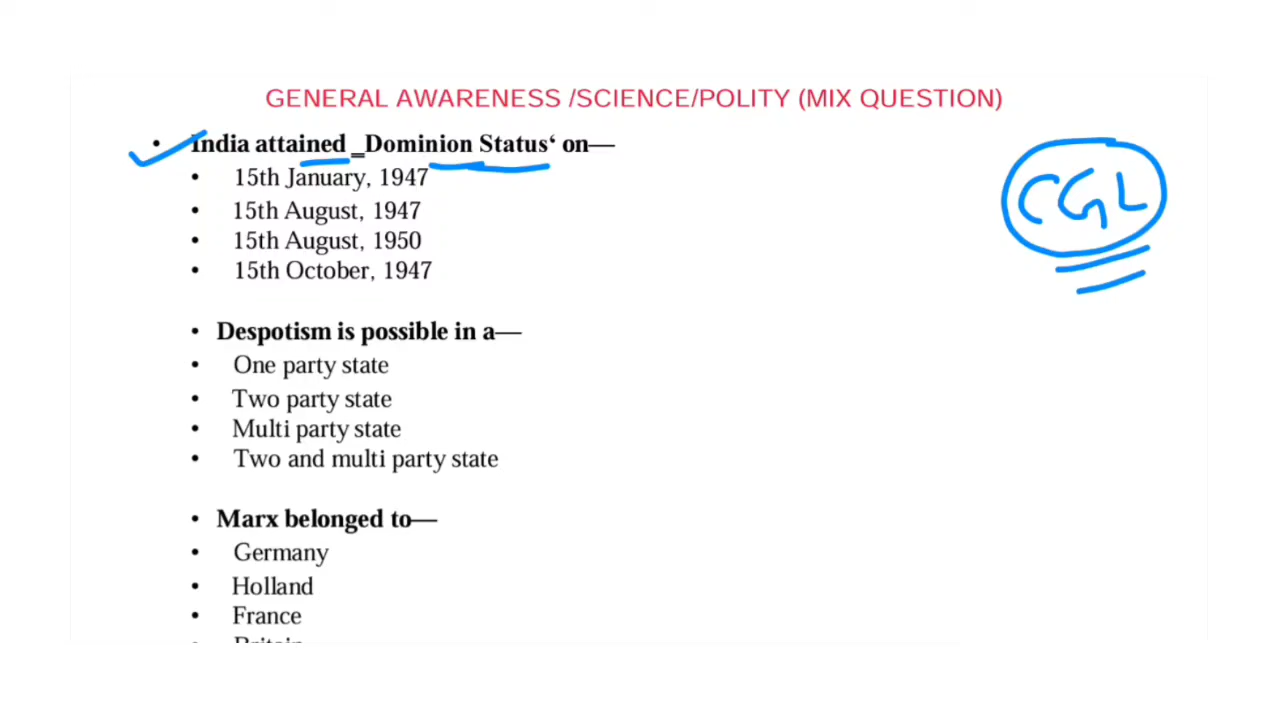 GENERAL AWARENESS /SCIENCE/POLITY (MIX QUESTION)
• India attained ‗Dominion Status‘ on—
• 15th January, 1947
• 15th August, 1947
• 15th August, 1950
• 15th October, 1947
CGL
• Despotism is possible in a—
• One party state
• Two party state
• Multi party state
• Two and multi party state
• Marx belonged to—
• Germany
• Holland
• France
• Britain